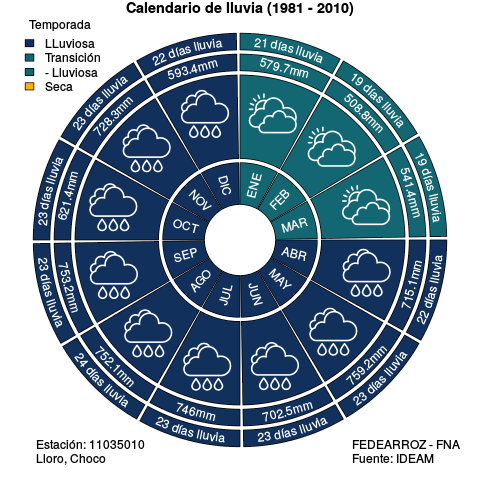 Calendario de lluvia (1981 - 2010)
Temporada
LLuviosa
Transición
- Lluviosa
Seca
21 días lluvia
579.7mm
ENE
19 días lluvia
508.8mm
FEB
19 días lluvia
541.4mm
MAR
22 días lluvia
715.1mm
ABR
23 días lluvia
759.2mm
MAY
23 días lluvia
702.5mm
JUN
23 días lluvia
746mm
JUL
24 días lluvia
752.1mm
AGO
23 días lluvia
753.2mm
SEP
23 días lluvia
621.4mm
OCT
23 días lluvia
728.3mm
NOV
22 días lluvia
593.4mm
DIC
Estación: 11035010
Lloro, Choco
FEDEARROZ - FNA
Fuente: IDEAM